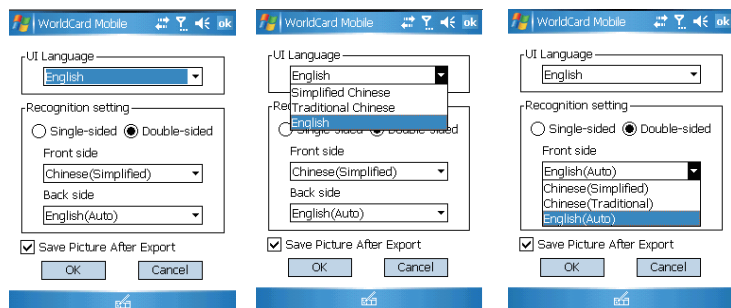 WorldCard Mobile ok
UI Language
English
Recognition setting
Single-sided Double-sided
Front side
Chinese(Simplified)
Back side
English(Auto)
Save Picture After Export
OK Cancel
WorldCard Mobile ok
UI Language
English
Simplified Chinese
Traditional Chinese
English
Single-sided Double-sided
Front side
Chinese(Simplified)
Back side
English(Auto)
Save Picture After Export
OK Cancel
WorldCard Mobile ok
UI Language
English
Recognition setting
Single-sided Double-sided
Front side
English(Auto)
Chinese(Simplified)
Chinese(Traditional)
English(Auto)
Save Picture After Export
OK Cancel